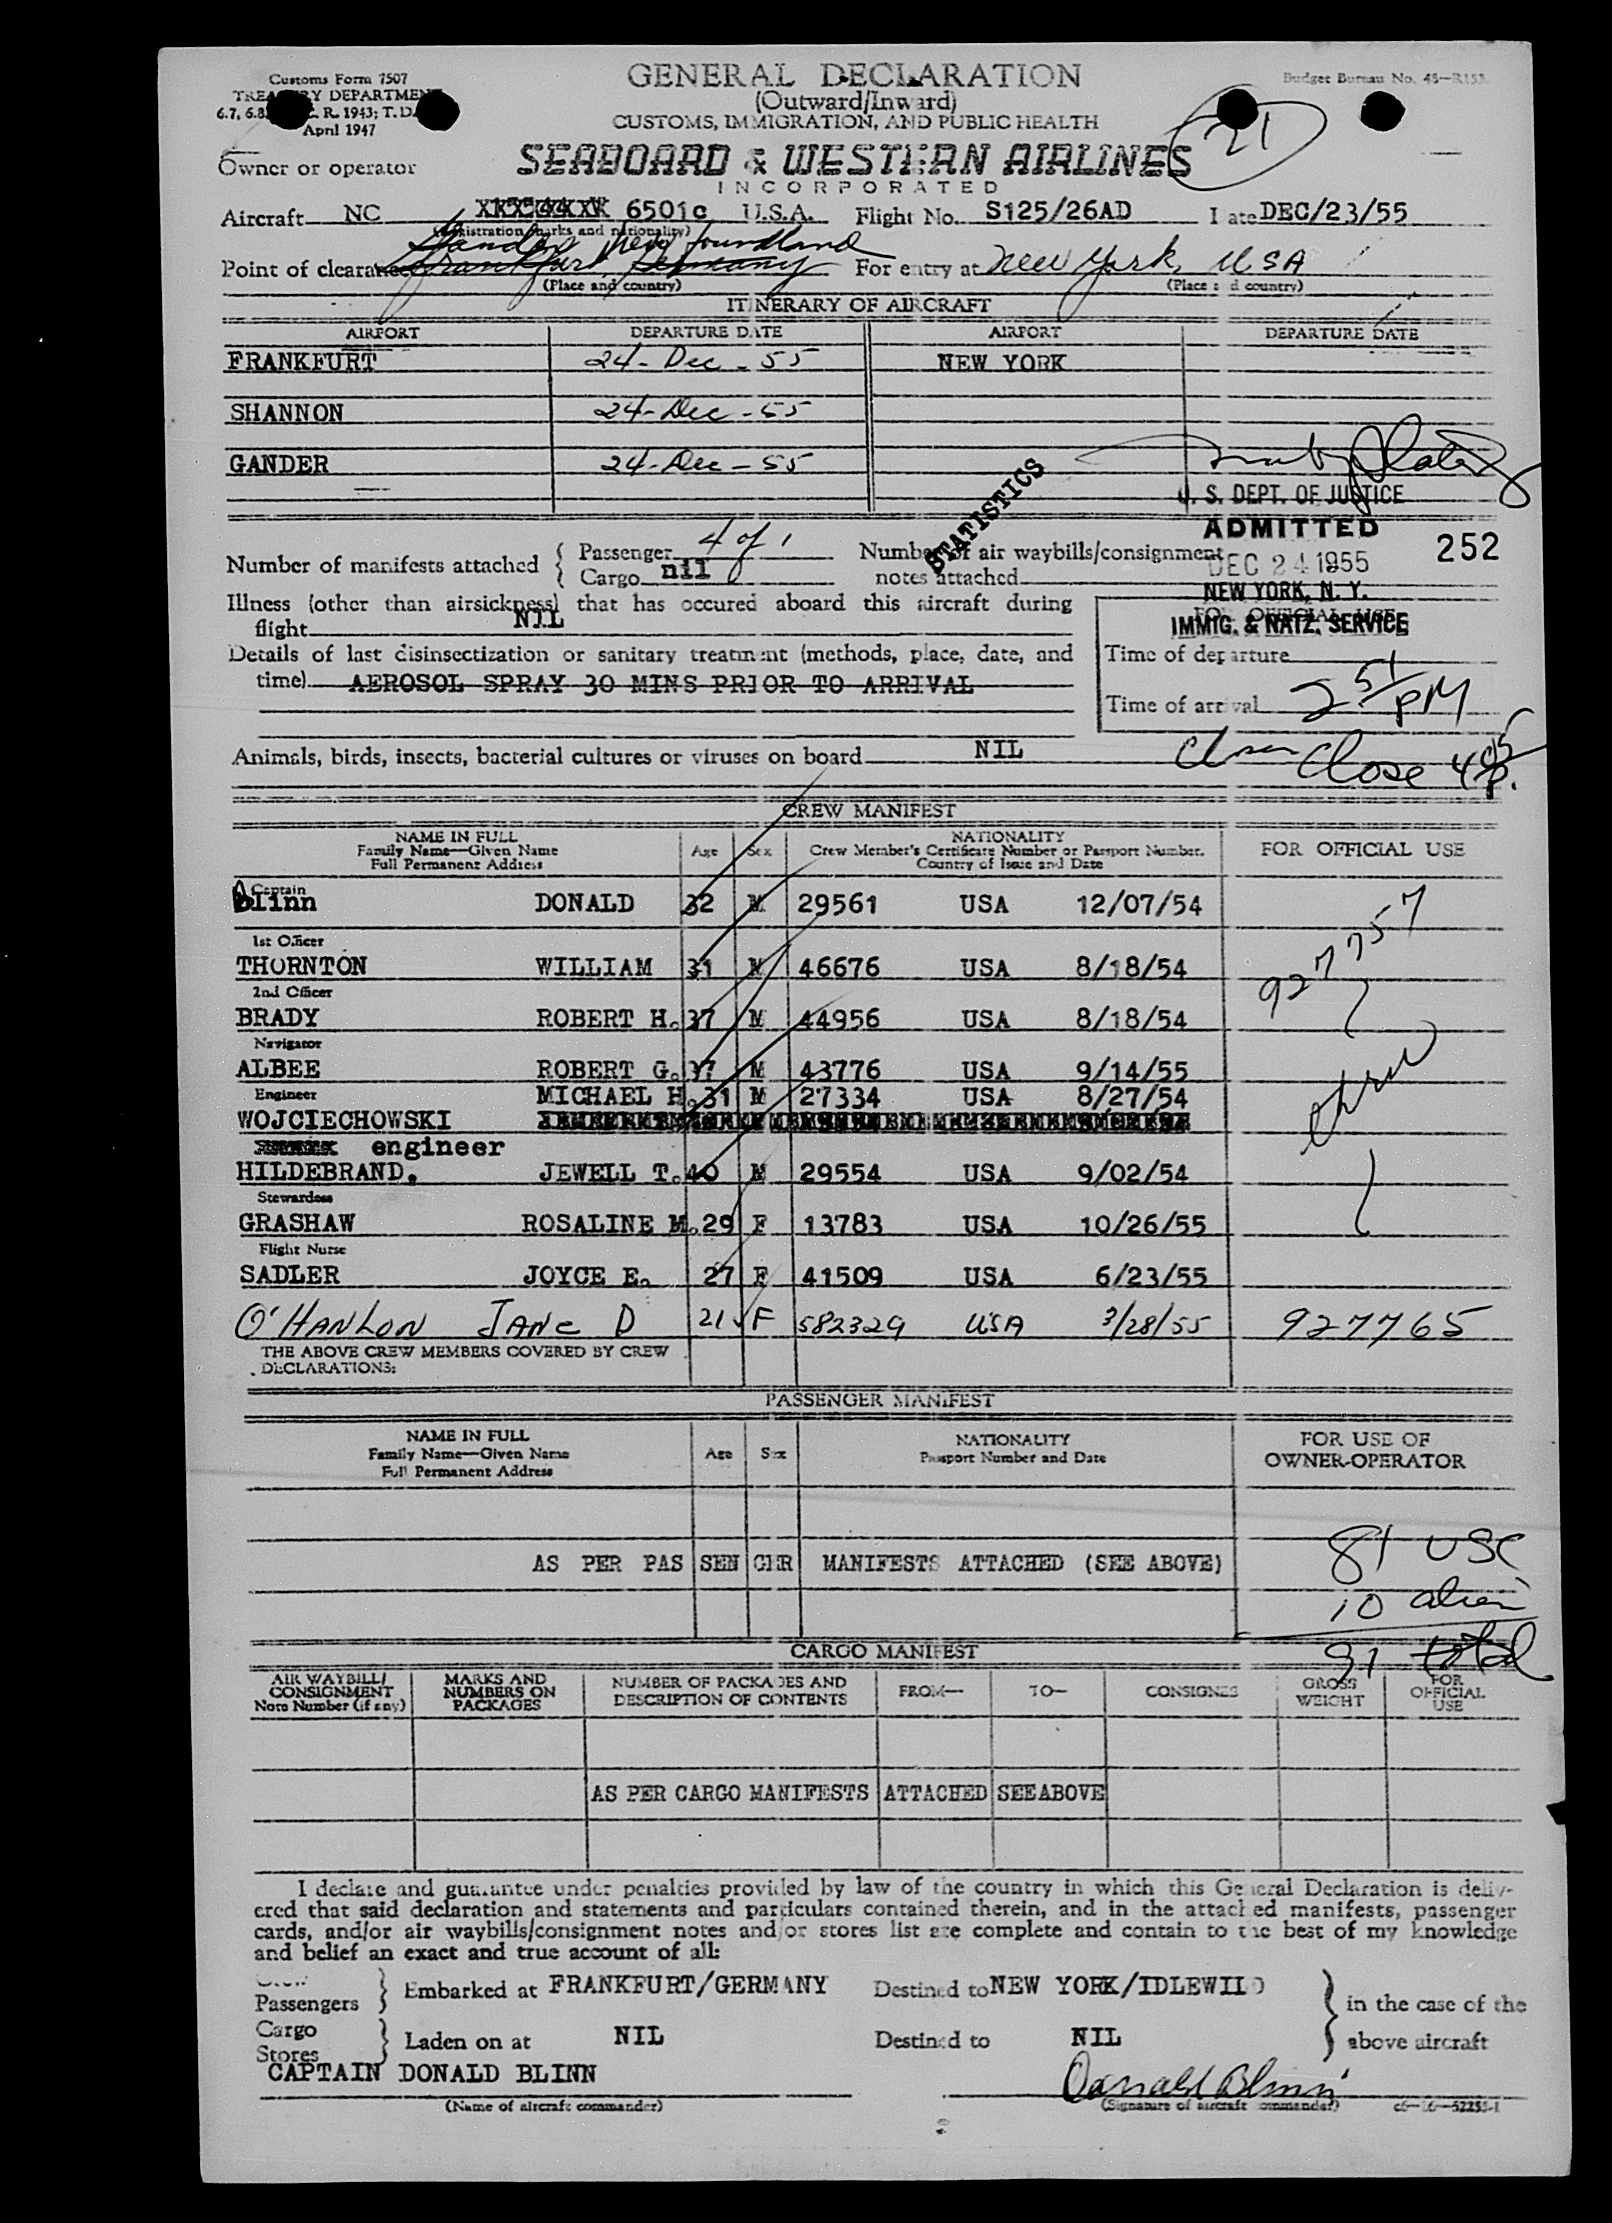 Customs Form 7507
TREASURY DEPARTMENT
April 1947
GENERAL DECLARATION
(Outward/Inward)
CUSTOMS, IMMIGRATION, AND PUBLIC HEALTH
Budget Bureau No.
21
Owner or operator SEABOARD & WESTERN AIRLINES
INCORPORATED
Aircraft NC 6501c U.S.A. Flight No. S125/26AD Date DEC/23/55
(Registration marks and nationality)
Gander, Newfoundland
Point of clearance Frankfurt, Germany For entry at New York, USA
(Place and country) (Place and country)
ITINERARY OF AIRCRAFT
AIRPORT DEPARTURE DATE AIRPORT DEPARTURE DATE
FRANKFURT 24-Dec-55 NEW YORK
SHANNON 24-Dec-55
GANDER 24-Dec-55
STATISTICS
U. S. DEPT. OF JUSTICE
ADMITTED
DEC 24 1955
NEW YORK, N. Y.
IMMIG. & NATZ. SERVICE
252
Number of manifests attached { Passenger 4 of 1 Number of air waybills/consignment
Cargo nil notes attached
Illness (other than airsickness) that has occured aboard this aircraft during
flight NIL
FOR OFFICIAL USE
Details of last disinsectization or sanitary treatment (methods, place, date, and
time) AEROSOL SPRAY 30 MINS PRIOR TO ARRIVAL
Time of departure
Time of arrival 2 51/PM
Animals, birds, insects, bacterial cultures or viruses on board NIL
Close 4 05 P.
CREW MANIFEST
NAME IN FULL
Family Name—Given Name
Full Permanent Address
Age Sex
NATIONALITY
Crew Member's Certificate Number or Passport Number.
Country of Issue and Date
FOR OFFICIAL USE
Captain
Blinn DONALD 32 M 29561 USA 12/07/54
1st Officer
THORNTON WILLIAM 31 M 46676 USA 8/18/54
927757
2nd Officer
BRADY ROBERT H. 37 M 44956 USA 8/18/54
Navigator
ALBEE ROBERT G. 37 M 43776 USA 9/14/55
Engineer MICHAEL H. 31 M 27334 USA 8/27/54
WOJCIECHOWSKI
engineer
HILDEBRAND, JEWELL T. 40 M 29554 USA 9/02/54
Stewardess
GRASHAW ROSALINE M. 29 F 13783 USA 10/26/55
Flight Nurse
SADLER JOYCE E. 27 F 41509 USA 6/23/55
O'HANLON JANE D 21 F 582329 USA 3/28/55 927765
THE ABOVE CREW MEMBERS COVERED BY CREW
DECLARATIONS:
PASSENGER MANIFEST
NAME IN FULL
Family Name—Given Name
Full Permanent Address
Age Sex
NATIONALITY
Passport Number and Date
FOR USE OF
OWNER-OPERATOR
AS PER PAS SEN GER MANIFESTS ATTACHED (SEE ABOVE)
81 USC
10 alien
91 total
CARGO MANIFEST
AIR WAYBILL/
CONSIGNMENT
Note Number (if any)
MARKS AND
NUMBERS ON
PACKAGES
NUMBER OF PACKAGES AND
DESCRIPTION OF CONTENTS
FROM—
TO—
CONSIGNEE
GROSS
WEIGHT
FOR
OFFICIAL
USE
AS PER CARGO MANIFESTS ATTACHED SEE ABOVE
I declare and guarantee under penalties provided by law of the country in which this General Declaration is deliv-
ered that said declaration and statements and particulars contained therein, and in the attached manifests, passenger
cards, and/or air waybills/consignment notes and/or stores list are complete and contain to the best of my knowledge
and belief an exact and true account of all:
Crew
Passengers } Embarked at FRANKFURT/GERMANY Destined to NEW YORK/IDLEWILD } in the case of the
Cargo
Stores } Laden on at NIL Destined to NIL above aircraft
CAPTAIN DONALD BLINN Donald Blinn
(Name of aircraft commander) (Signature of aircraft commander)